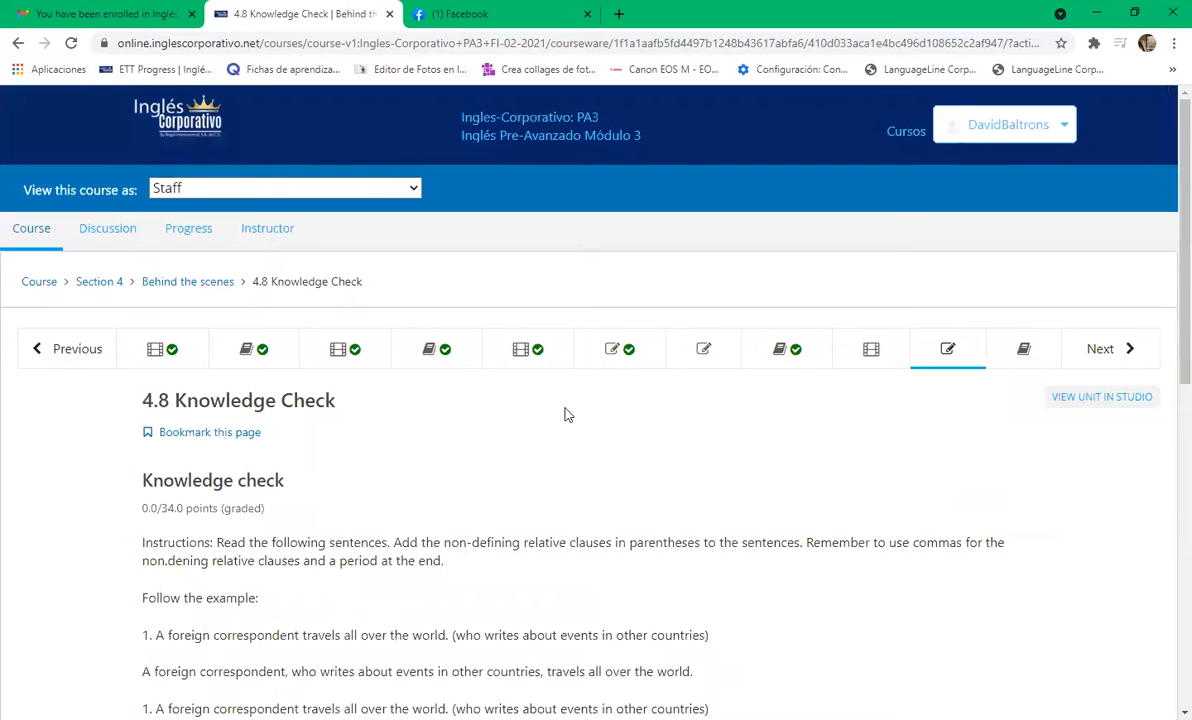 You have been enrolled in Inglés
4.8 Knowledge Check | Behind th
(1) Facebook
online.inglescorporativo.net/courses/course-v1:Ingles-Corporativo+PA3+FI-02-2021/courseware/1f1a1aafb5fd4497b1248b43617abfa6/410d033aca1e4bc496d108652c2af947/?acti...
Aplicaciones
ETT Progress | Inglé...
Fichas de aprendiza...
Editor de Fotos en l...
Crea collages de fot...
Canon EOS M - EO...
Configuración: Con...
LanguageLine Corp...
LanguageLine Corp...
Inglés
Corporativo
Ingles-Corporativo: PA3
Inglés Pre-Avanzado Módulo 3
Cursos
DavidBaltrons
View this course as:
Staff
Course
Discussion
Progress
Instructor
Course > Section 4 > Behind the scenes > 4.8 Knowledge Check
Previous
Next
4.8 Knowledge Check
VIEW UNIT IN STUDIO
Bookmark this page
Knowledge check
0.0/34.0 points (graded)
Instructions: Read the following sentences. Add the non-defining relative clauses in parentheses to the sentences. Remember to use commas for the
non.dening relative clauses and a period at the end.
Follow the example:
1. A foreign correspondent travels all over the world. (who writes about events in other countries)
A foreign correspondent, who writes about events in other countries, travels all over the world.
1. A foreign correspondent travels all over the world. (who writes about events in other countries)